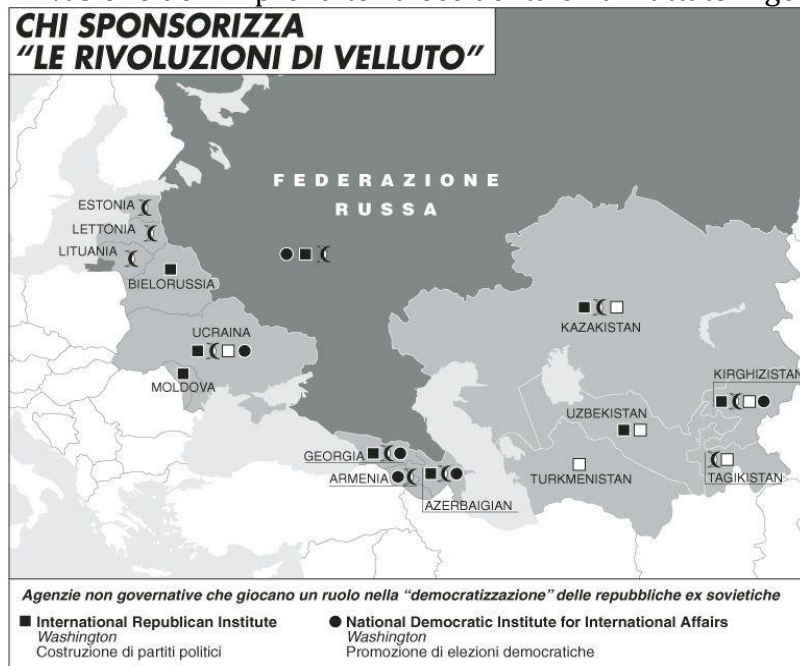 CHI SPONSORIZZA
“LE RIVOLUZIONI DI VELLUTO”
FEDERAZIONE
RUSSA
ESTONIA
LETTONIA
LITUANIA
BIELORUSSIA
UCRAINA
MOLDOVA
KAZAKISTAN
KIRGHIZISTAN
UZBEKISTAN
GEORGIA
ARMENIA
AZERBAIGIAN
TURKMENISTAN
TAGIKISTAN
Agenzie non governative che giocano un ruolo nella “democratizzazione” delle repubbliche ex sovietiche
International Republican Institute
Washington
Costruzione di partiti politici
National Democratic Institute for International Affairs
Washington
Promozione di elezioni democratiche